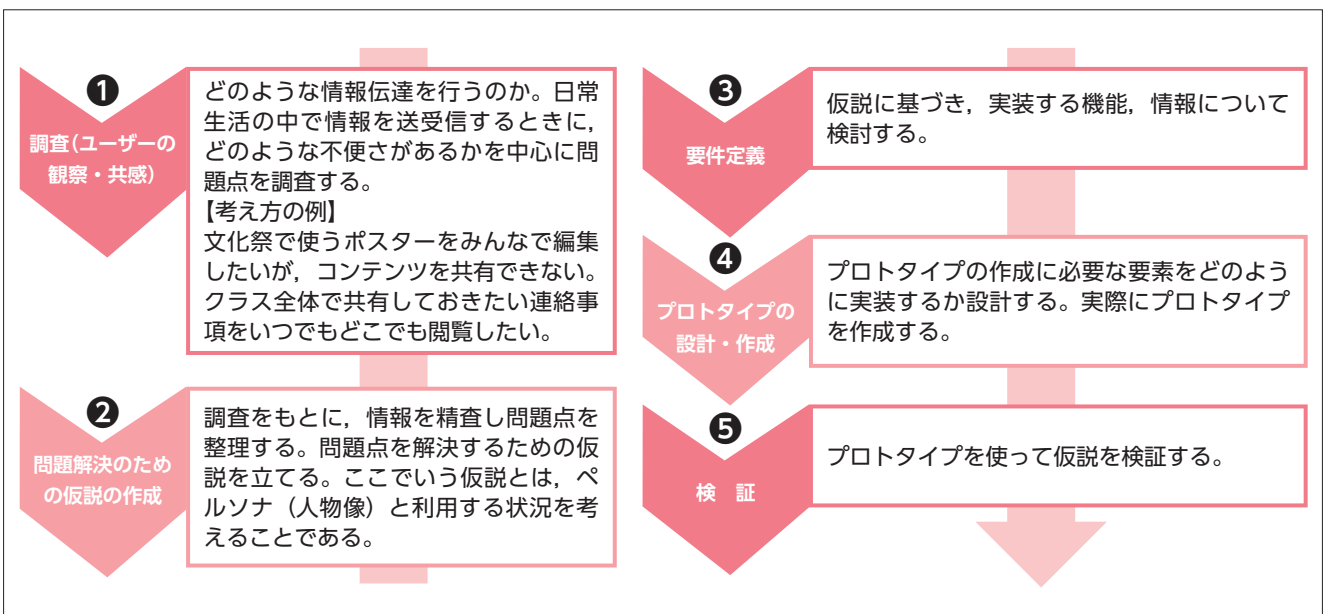 ❶
調査(ユーザーの
観察・共感)
どのような情報伝達を行うのか。日常
生活の中で情報を送受信するときに，
どのような不便さがあるかを中心に問
題点を調査する。
【考え方の例】
文化祭で使うポスターをみんなで編集
したいが，コンテンツを共有できない。
クラス全体で共有しておきたい連絡事
項をいつでもどこでも閲覧したい。
❷
問題解決のため
の仮説の作成
調査をもとに，情報を精査し問題点を
整理する。問題点を解決するための仮
説を立てる。ここでいう仮説とは，ペ
ルソナ（人物像）と利用する状況を考
えることである。
❸
要件定義
仮説に基づき，実装する機能，情報について
検討する。
❹
プロトタイプの
設計・作成
プロトタイプの作成に必要な要素をどのよう
に実装するか設計する。実際にプロトタイプ
を作成する。
❺
検　証
プロトタイプを使って仮説を検証する。